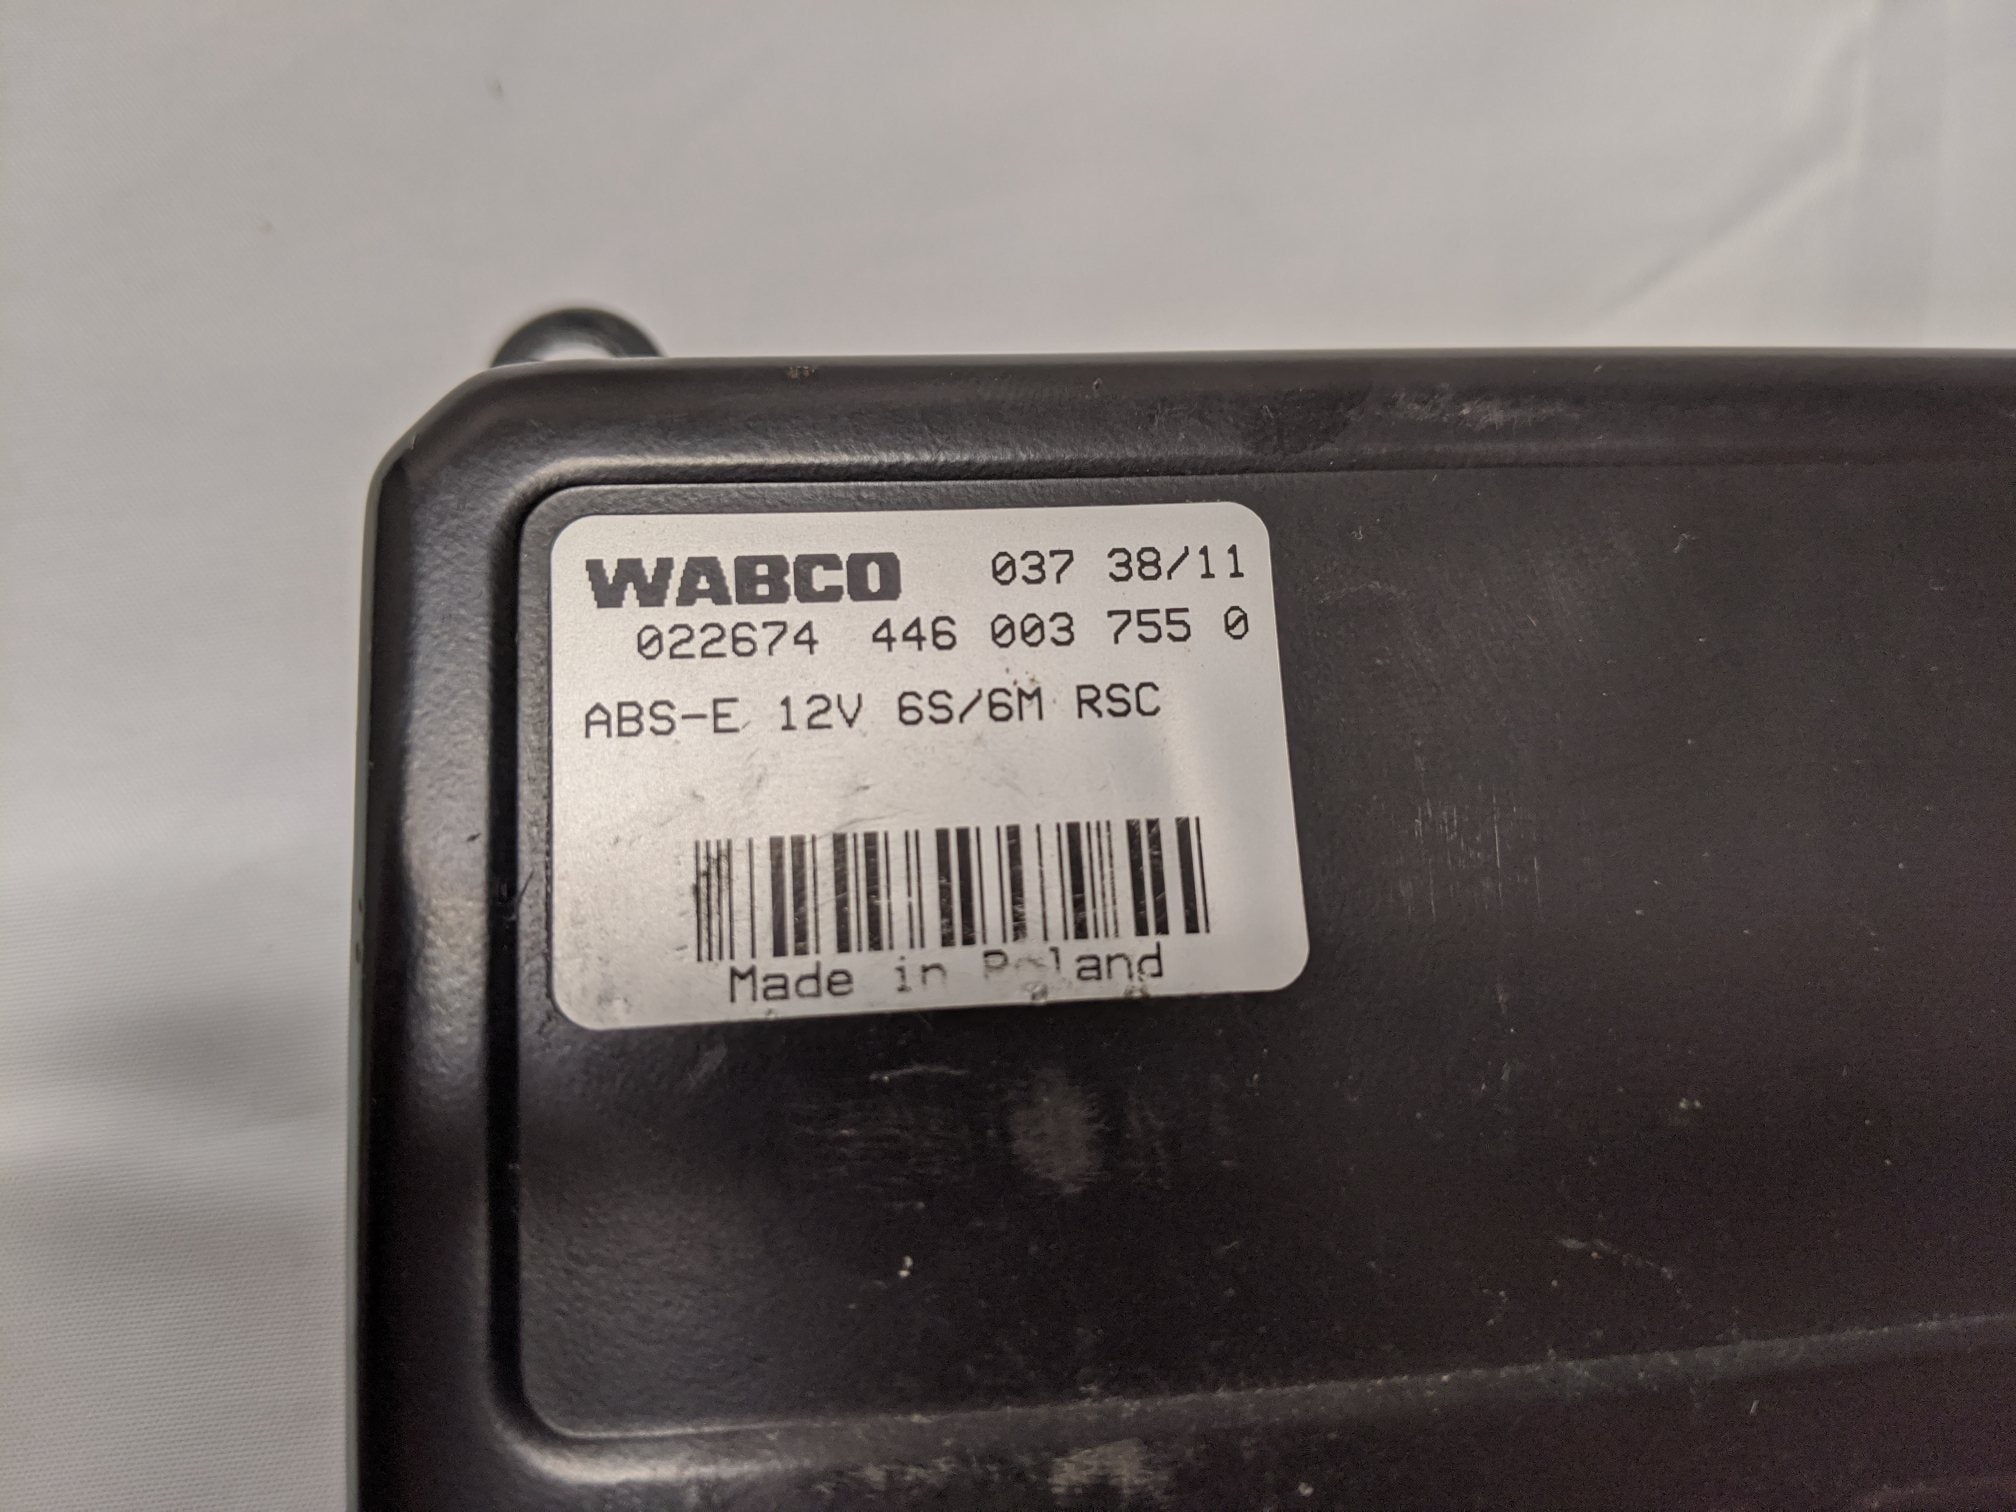 WABCO 037 38/11
022674 446 003 755 0
ABS-E 12V 6S/6M RSC
Made in Poland